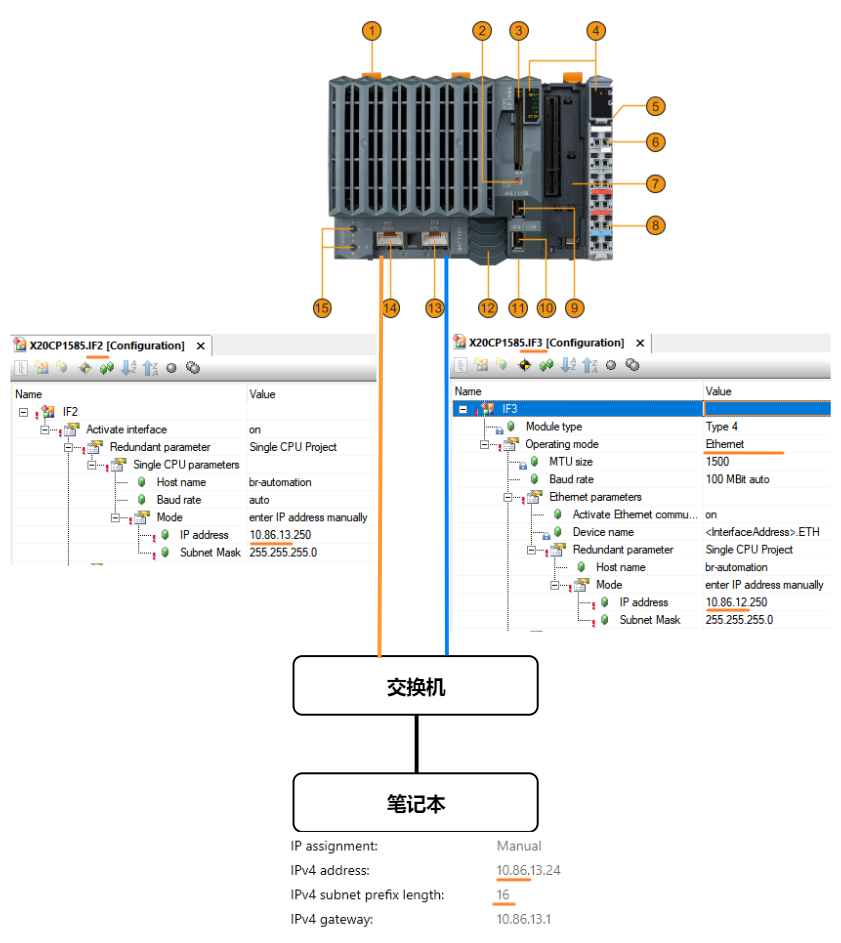 1
2
3
4
5
6
7
8
IF6 / USB
IF4 / USB
IF2
IF3
15
14
13
12
11
10
9
X20CP1585.IF2 [Configuration]
Name Value
IF2
Activate interface on
Redundant parameter Single CPU Project
Single CPU parameters
Host name br-automation
Baud rate auto
Mode enter IP address manually
IP address 10.86.13.250
Subnet Mask 255.255.255.0
X20CP1585.IF3 [Configuration]
Name Value
IF3
Module type Type 4
Operating mode Ethernet
MTU size 1500
Baud rate 100 MBit auto
Ethernet parameters
Activate Ethernet commu... on
Device name <InterfaceAddress>.ETH
Redundant parameter Single CPU Project
Host name br-automation
Mode enter IP address manually
IP address 10.86.12.250
Subnet Mask 255.255.255.0
交换机
笔记本
IP assignment: Manual
IPv4 address: 10.86.13.24
IPv4 subnet prefix length: 16
IPv4 gateway: 10.86.13.1